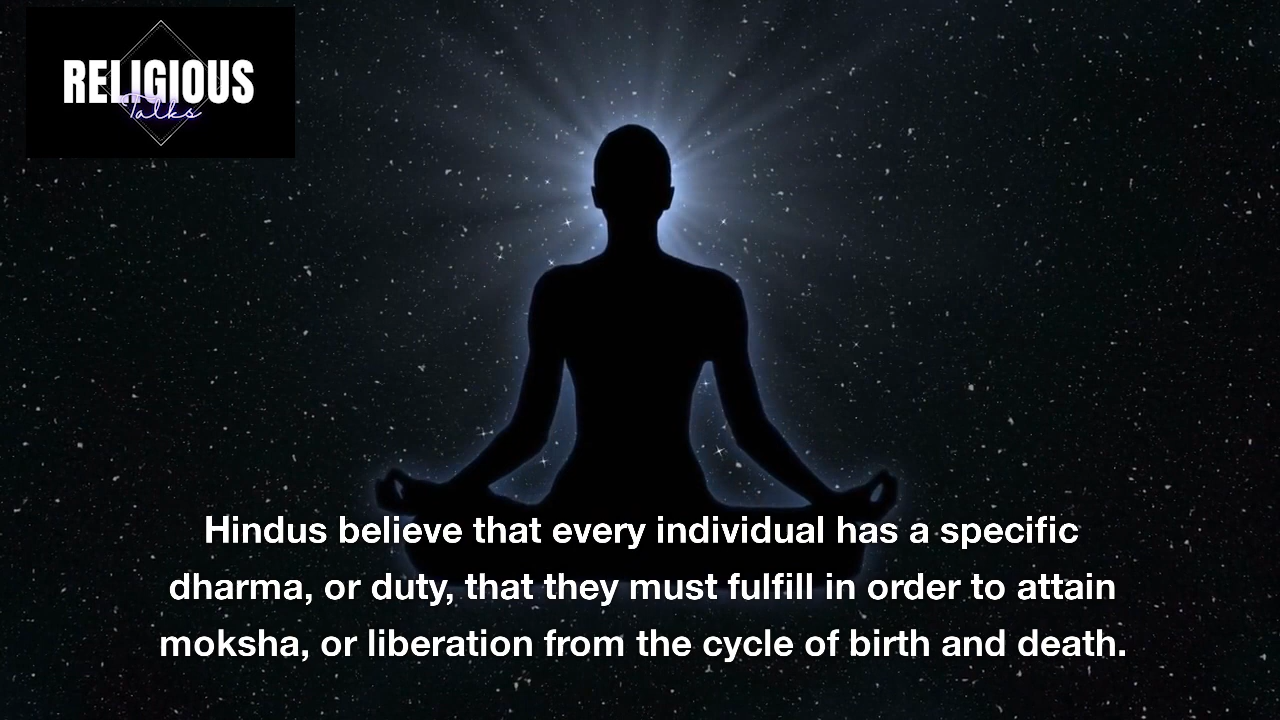 RELIGIOUS
Talks
Hindus believe that every individual has a specific
dharma, or duty, that they must fulfill in order to attain
moksha, or liberation from the cycle of birth and death.